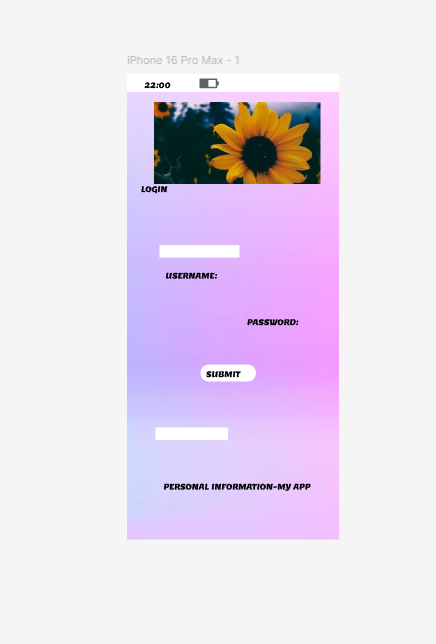 iPhone 16 Pro Max - 1
22:00
LOGIN
USERNAME:
PASSWORD:
SUBMIT
PERSONAL INFORMATION-MY APP